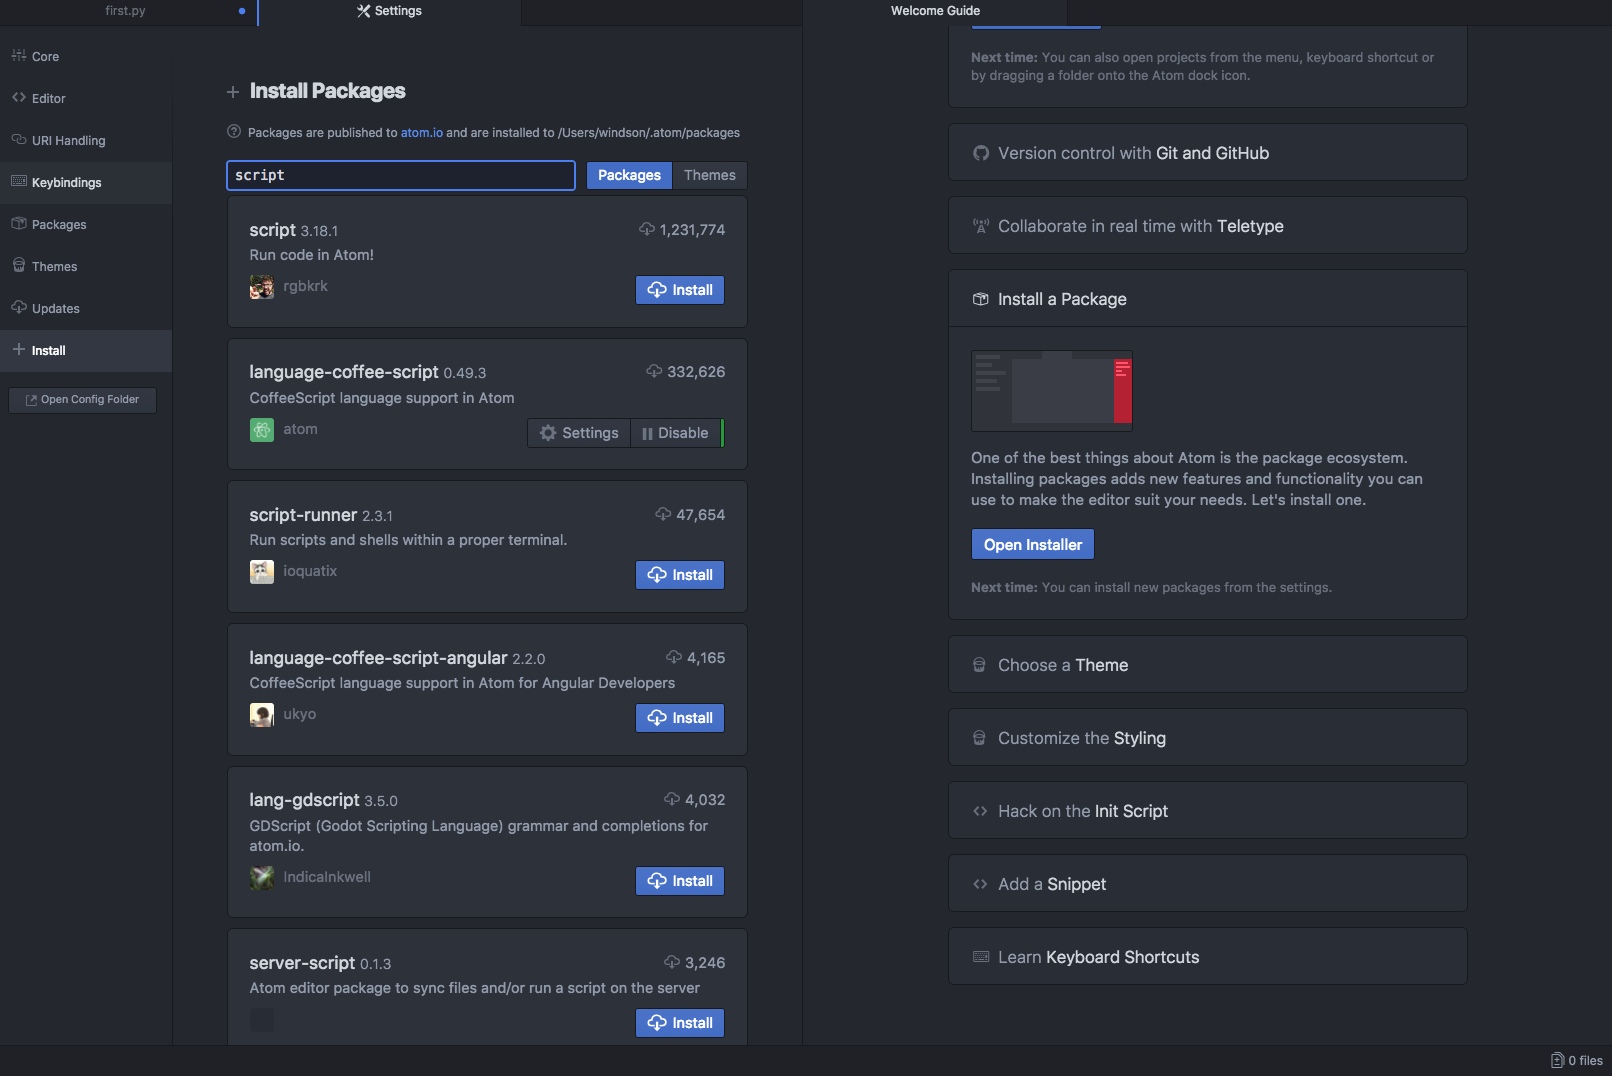 first.py
Settings
Welcome Guide
Core
Editor
URI Handling
Keybindings
Packages
Themes
Updates
Install
Open Config Folder
Install Packages
Packages are published to atom.io and are installed to /Users/windson/.atom/packages
script
Packages
Themes
script 3.18.1
1,231,774
Run code in Atom!
rgbkrk
Install
language-coffee-script 0.49.3
332,626
CoffeeScript language support in Atom
atom
Settings
Disable
script-runner 2.3.1
47,654
Run scripts and shells within a proper terminal.
ioquatix
Install
language-coffee-script-angular 2.2.0
4,165
CoffeeScript language support in Atom for Angular Developers
ukyo
Install
lang-gdscript 3.5.0
4,032
GDScript (Godot Scripting Language) grammar and completions for
atom.io.
IndicaInkwell
Install
server-script 0.1.3
3,246
Atom editor package to sync files and/or run a script on the server
Install
Next time: You can also open projects from the menu, keyboard shortcut or
by dragging a folder onto the Atom dock icon.
Version control with Git and GitHub
Collaborate in real time with Teletype
Install a Package
One of the best things about Atom is the package ecosystem.
Installing packages adds new features and functionality you can
use to make the editor suit your needs. Let's install one.
Open Installer
Next time: You can install new packages from the settings.
Choose a Theme
Customize the Styling
Hack on the Init Script
Add a Snippet
Learn Keyboard Shortcuts
0 files